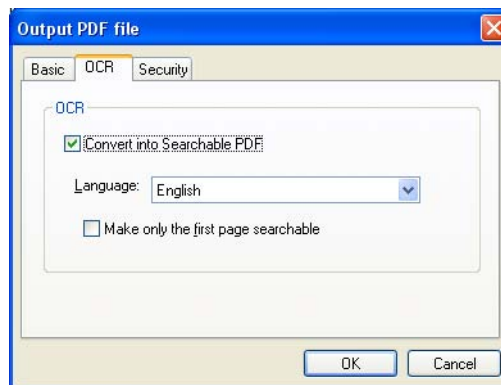 Output PDF file
Basic OCR Security
OCR
Convert into Searchable PDF
Language: English
Make only the first page searchable
OK Cancel